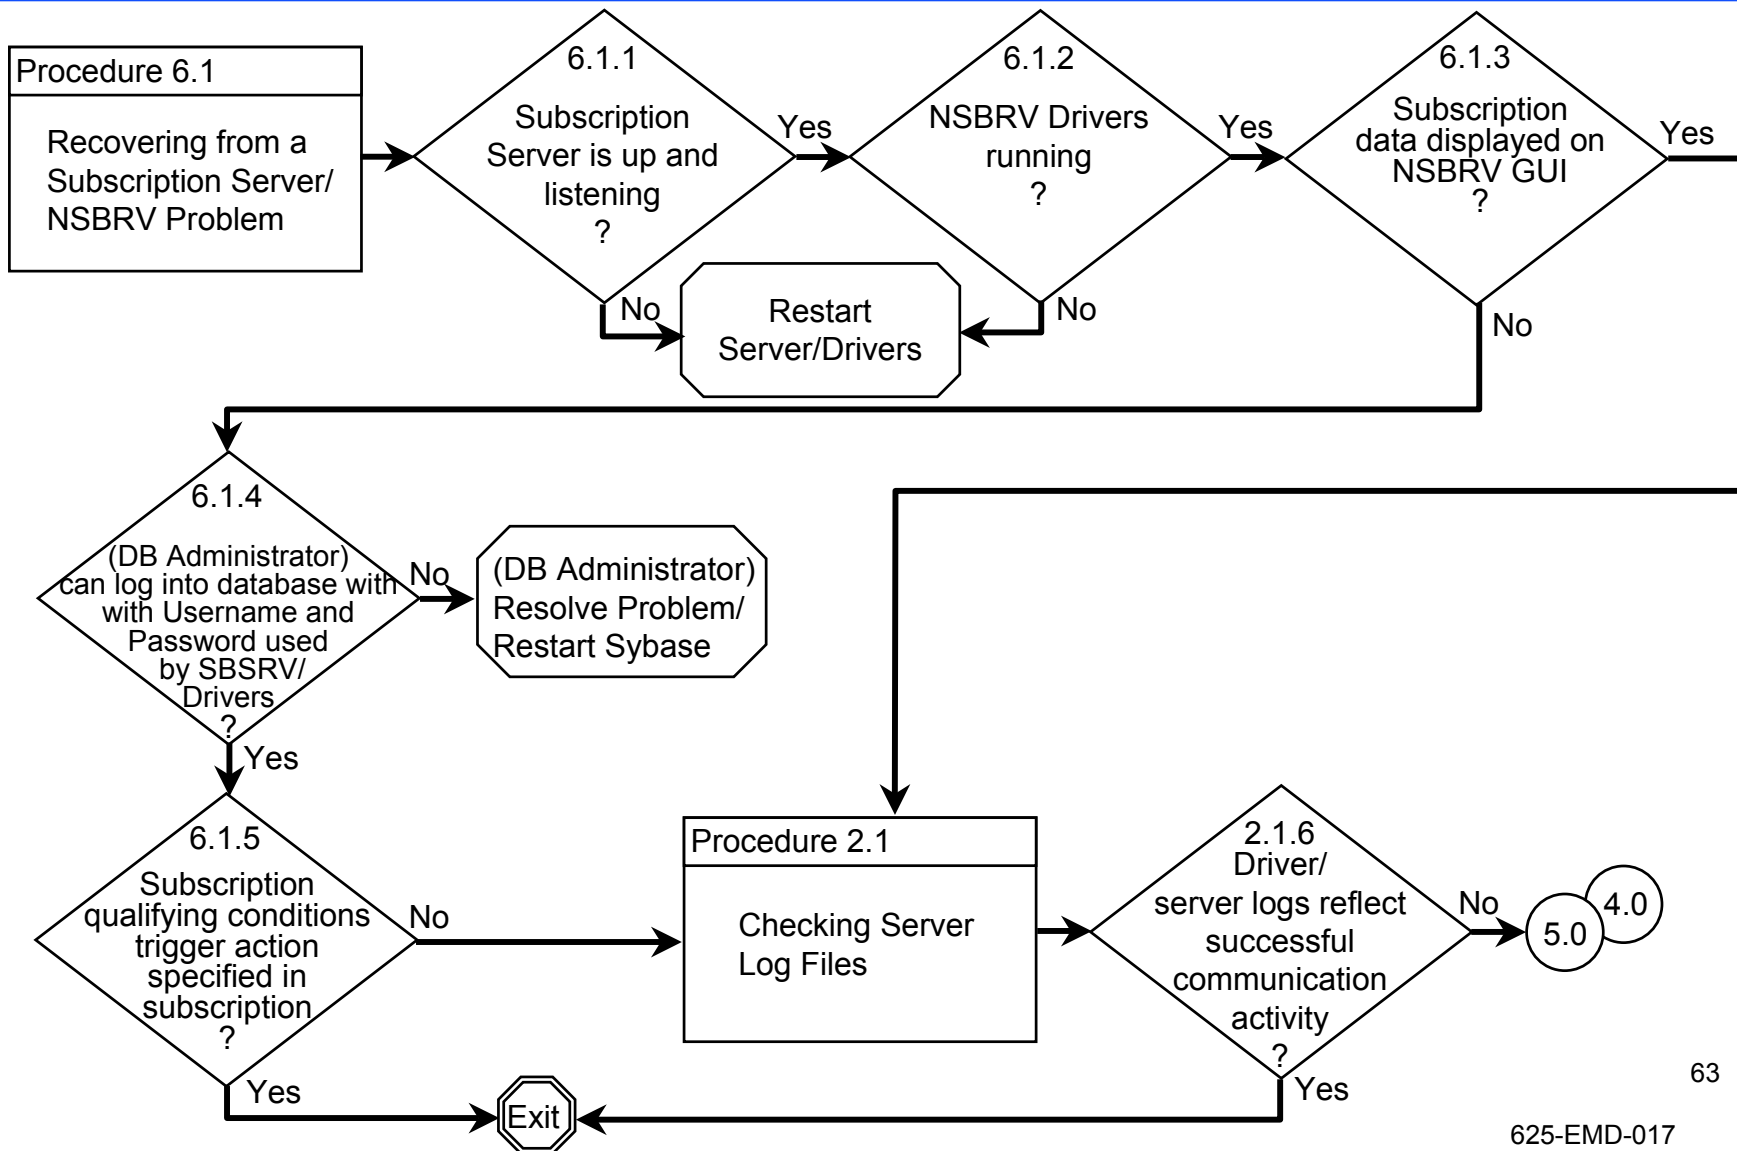 Procedure 6.1
Recovering from a
Subscription Server/
NSBRV Problem
6.1.1
Subscription
Server is up and
listening
?
Yes
No
6.1.2
NSBRV Drivers
running
?
Yes
No
6.1.3
Subscription
data displayed on
NSBRV GUI
?
Yes
No
Restart
Server/Drivers
6.1.4
(DB Administrator)
can log into database with
with Username and
Password used
by SBSRV/
Drivers
?
No
Yes
(DB Administrator)
Resolve Problem/
Restart Sybase
6.1.5
Subscription
qualifying conditions
trigger action
specified in
subscription
?
No
Yes
Procedure 2.1
Checking Server
Log Files
2.1.6
Driver/
server logs reflect
successful
communication
activity
?
No
Yes
4.0
5.0
Exit
63
625-EMD-017